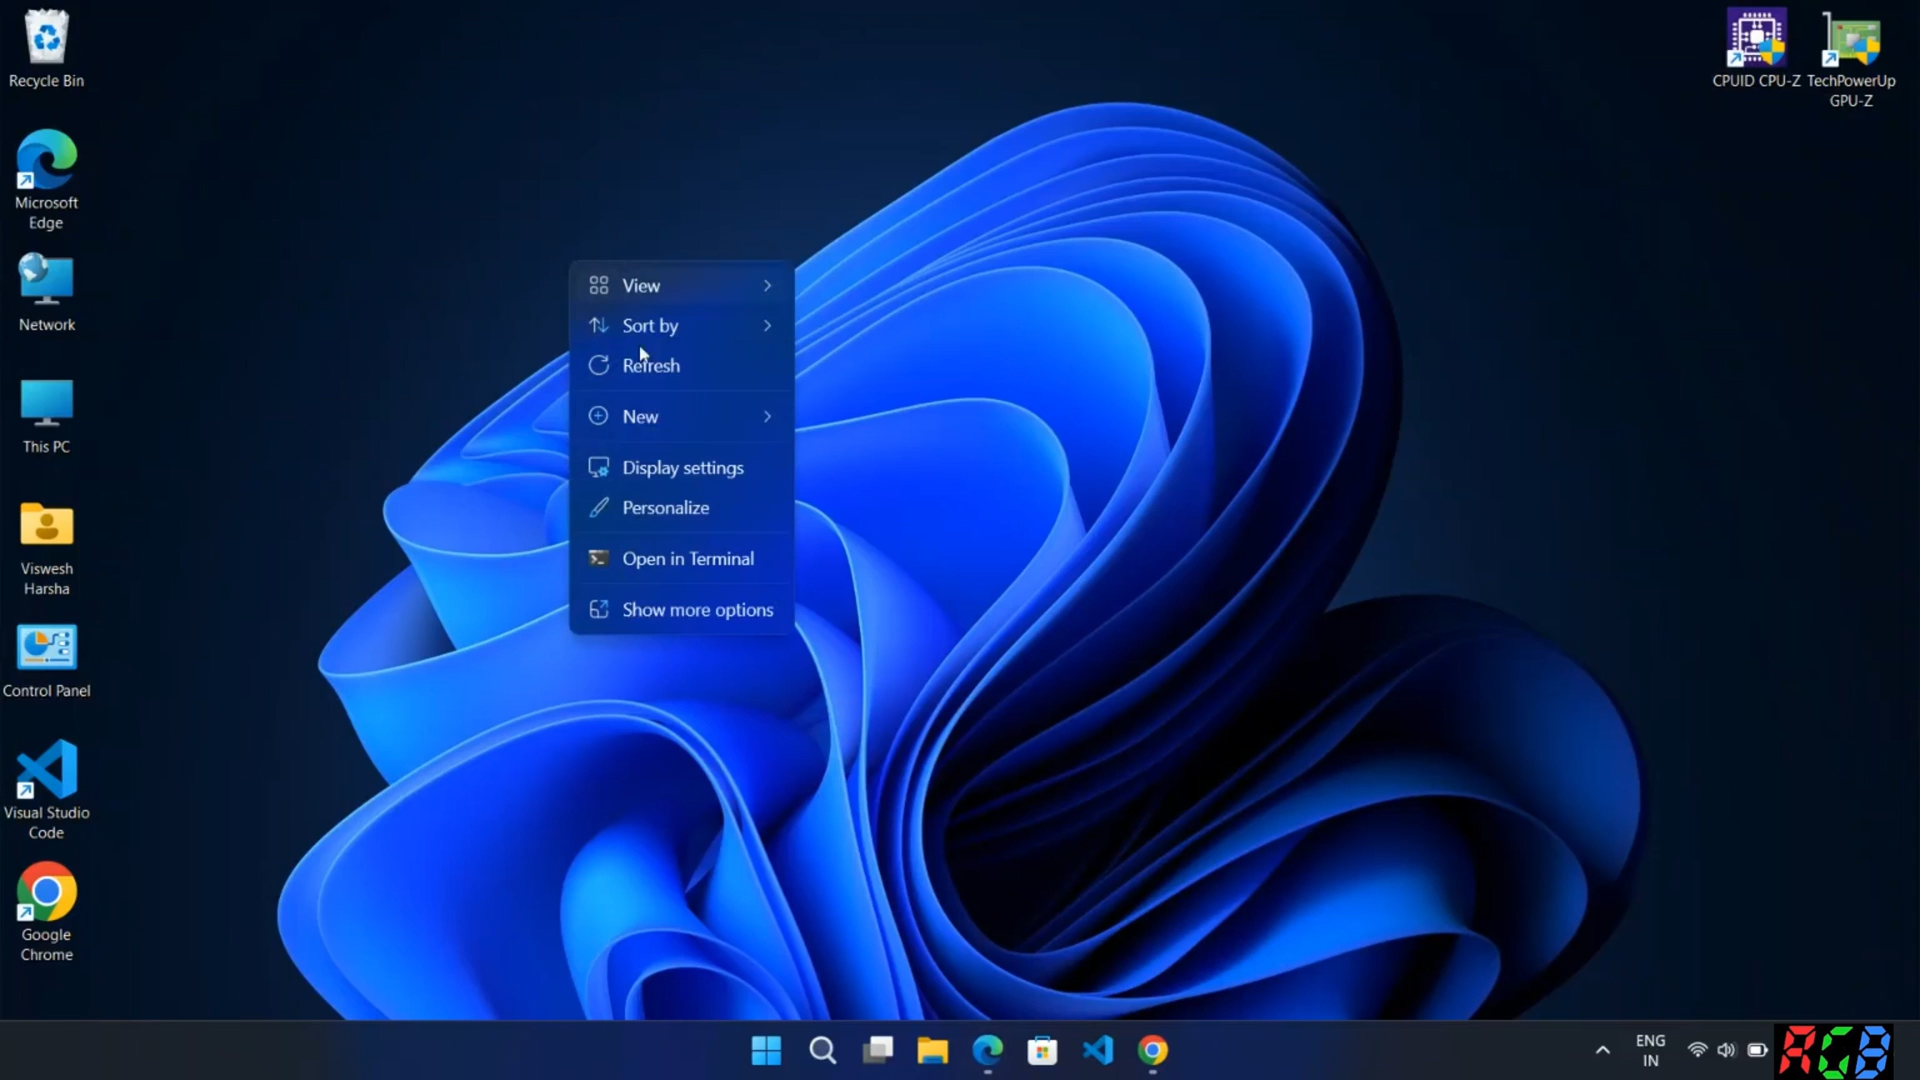 Recycle Bin
Microsoft
Edge
Network
This PC
Viswesh
Harsha
Control Panel
Visual Studio
Code
Google
Chrome
View
Sort by
Refresh
New
Display settings
Personalize
Open in Terminal
Show more options
CPUID CPU-Z
TechPowerUp
GPU-Z
ENG
IN
RGB